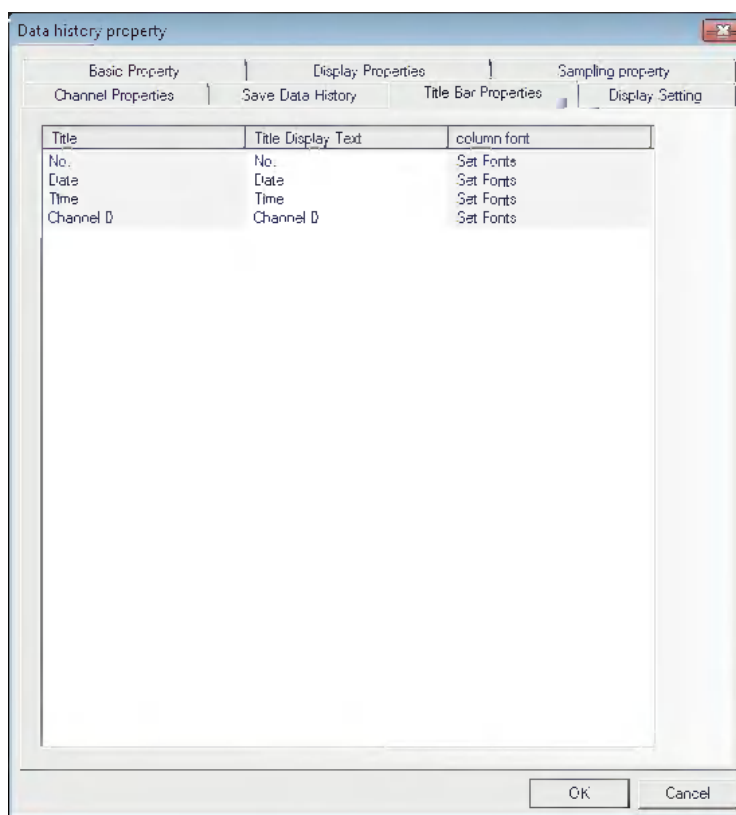 Data history property
Basic Property Display Properties Sampling property
Channel Properties Save Data History Title Bar Properties Display Setting
Title Title Display Text column font
No. No. Set Fonts
Date Date Set Fonts
Time Time Set Fonts
Channel 0 Channel 0 Set Fonts
OK Cancel